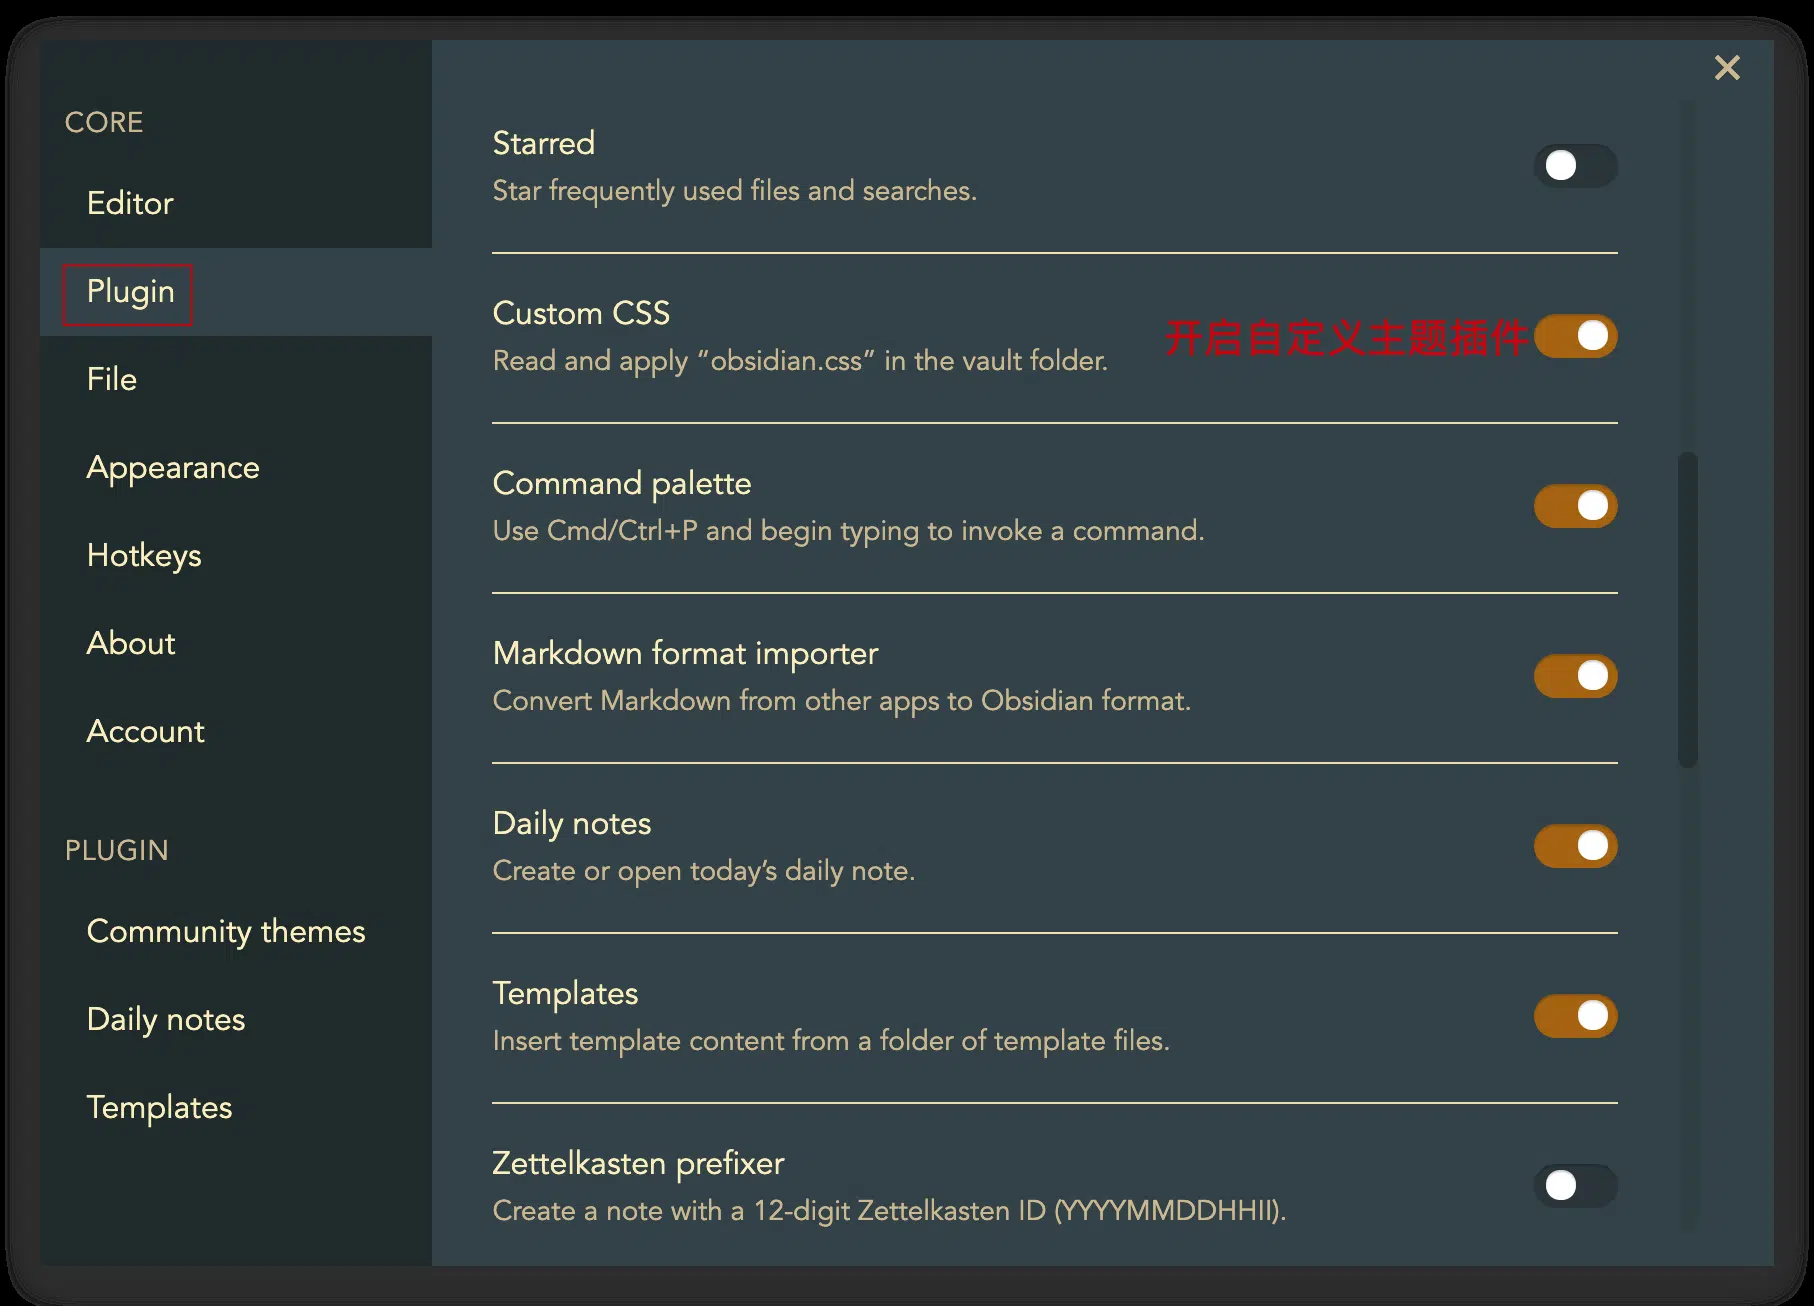 CORE
Editor
Plugin
File
Appearance
Hotkeys
About
Account
PLUGIN
Community themes
Daily notes
Templates
Starred
Star frequently used files and searches.
Custom CSS
Read and apply “obsidian.css” in the vault folder.
开启自定义主题插件
Command palette
Use Cmd/Ctrl+P and begin typing to invoke a command.
Markdown format importer
Convert Markdown from other apps to Obsidian format.
Daily notes
Create or open today’s daily note.
Templates
Insert template content from a folder of template files.
Zettelkasten prefixer
Create a note with a 12-digit Zettelkasten ID (YYYYMMDDHHII).